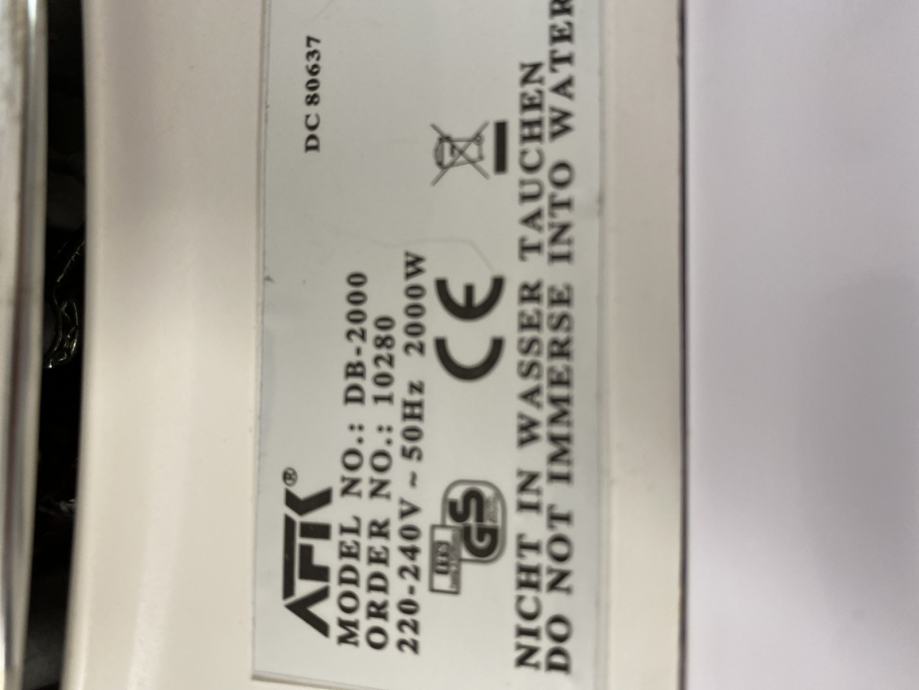 AFK®
DC 80637
MODEL NO.: DB-2000
ORDER NO.: 10280
220-240V ~ 50Hz 2000W
GS
CE
NICHT IN WASSER TAUCHEN
DO NOT IMMERSE INTO WATER